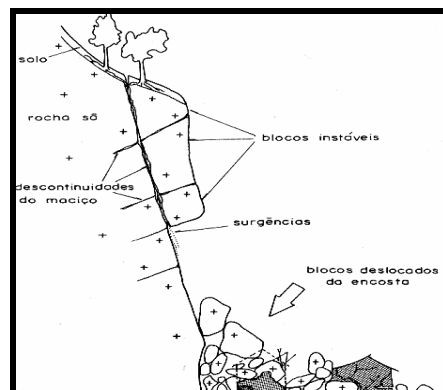 solo
rocha sã
blocos instáveis
descontinuidades
do maciço
surgências
blocos deslocados
da encosta